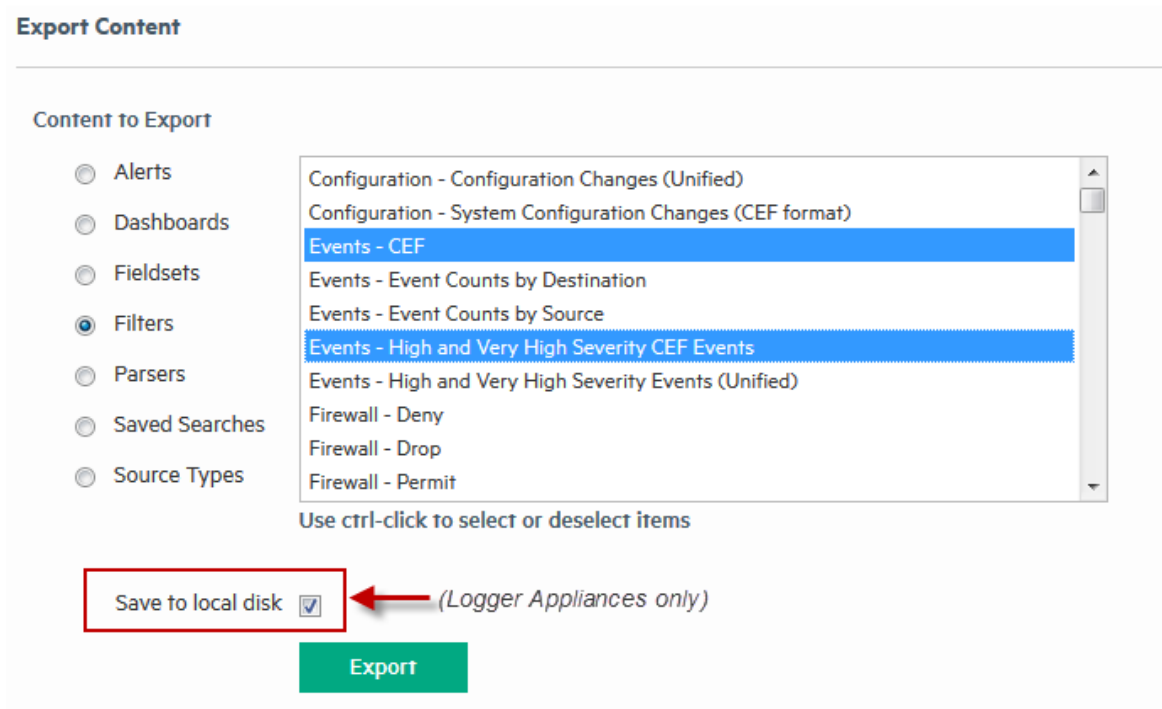 Export Content
Content to Export
Alerts
Dashboards
Fieldsets
Filters
Parsers
Saved Searches
Source Types
Configuration - Configuration Changes (Unified)
Configuration - System Configuration Changes (CEF format)
Events - CEF
Events - Event Counts by Destination
Events - Event Counts by Source
Events - High and Very High Severity CEF Events
Events - High and Very High Severity Events (Unified)
Firewall - Deny
Firewall - Drop
Firewall - Permit
Use ctrl-click to select or deselect items
Save to local disk
(Logger Appliances only)
Export